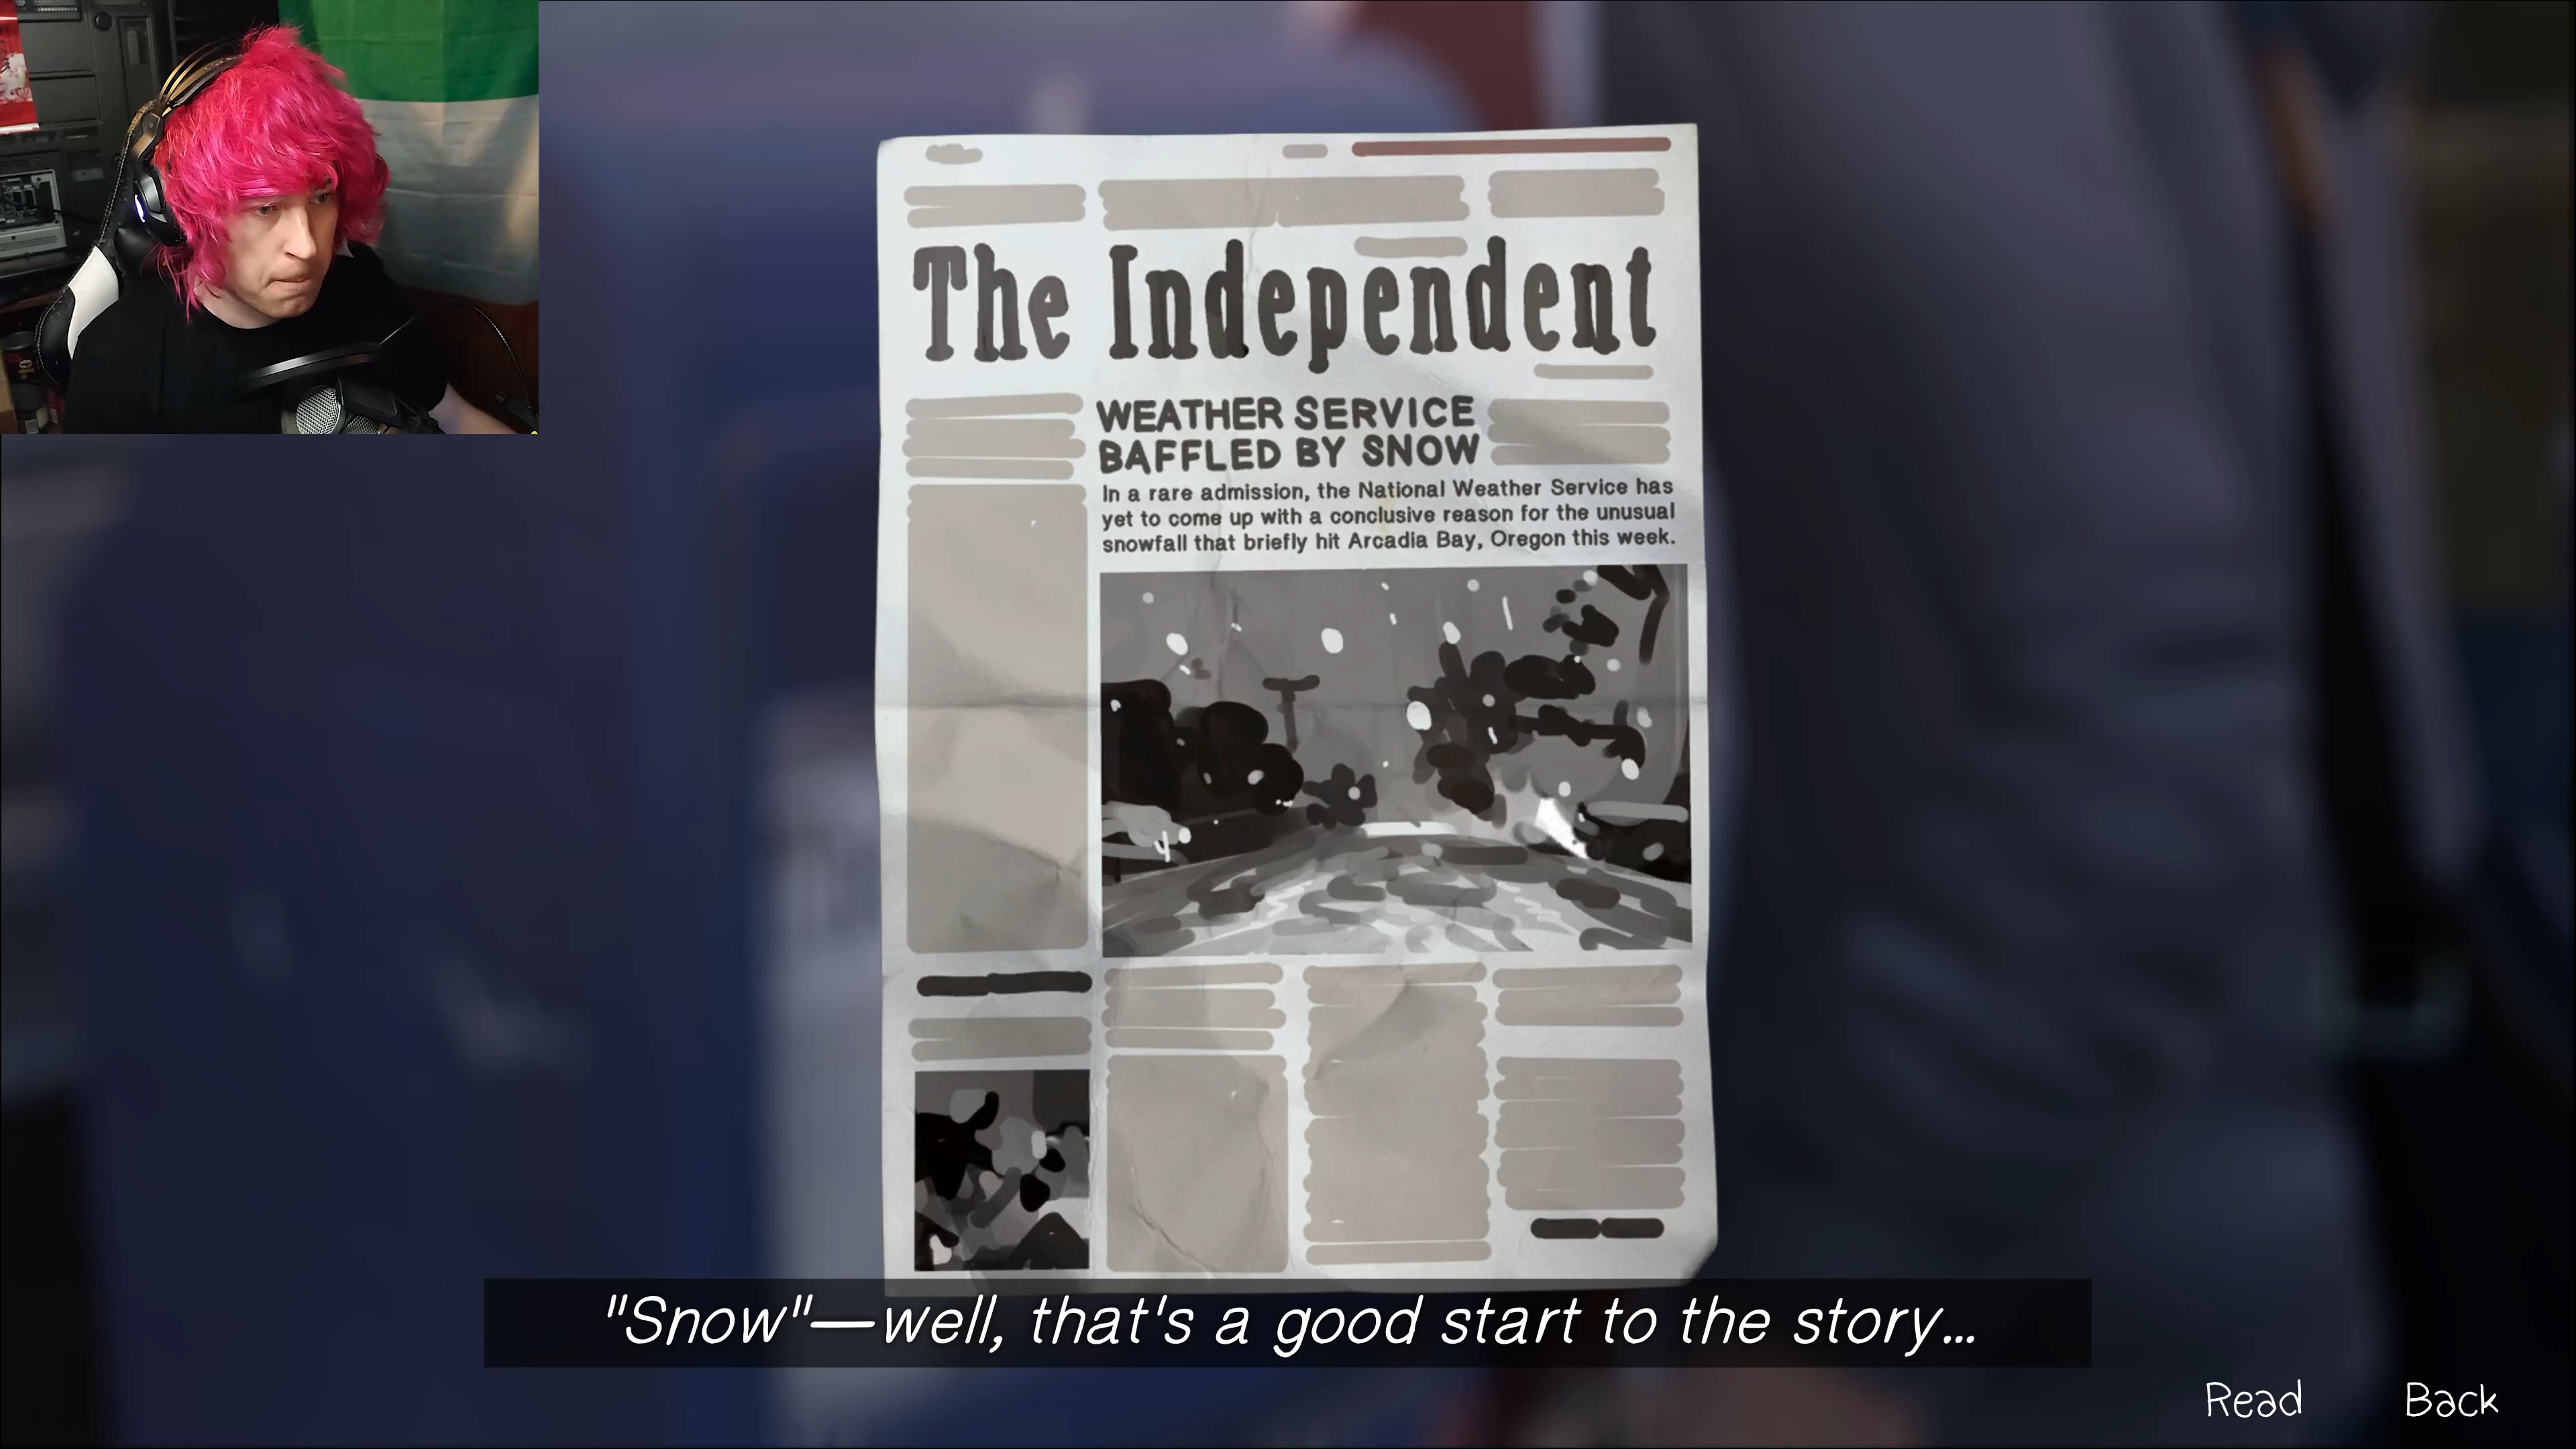 The Independent
WEATHER SERVICE
BAFFLED BY SNOW
In a rare admission, the National Weather Service has
yet to come up with a conclusive reason for the unusual
snowfall that briefly hit Arcadia Bay, Oregon this week.
"Snow"—well, that's a good start to the story...
Read Back